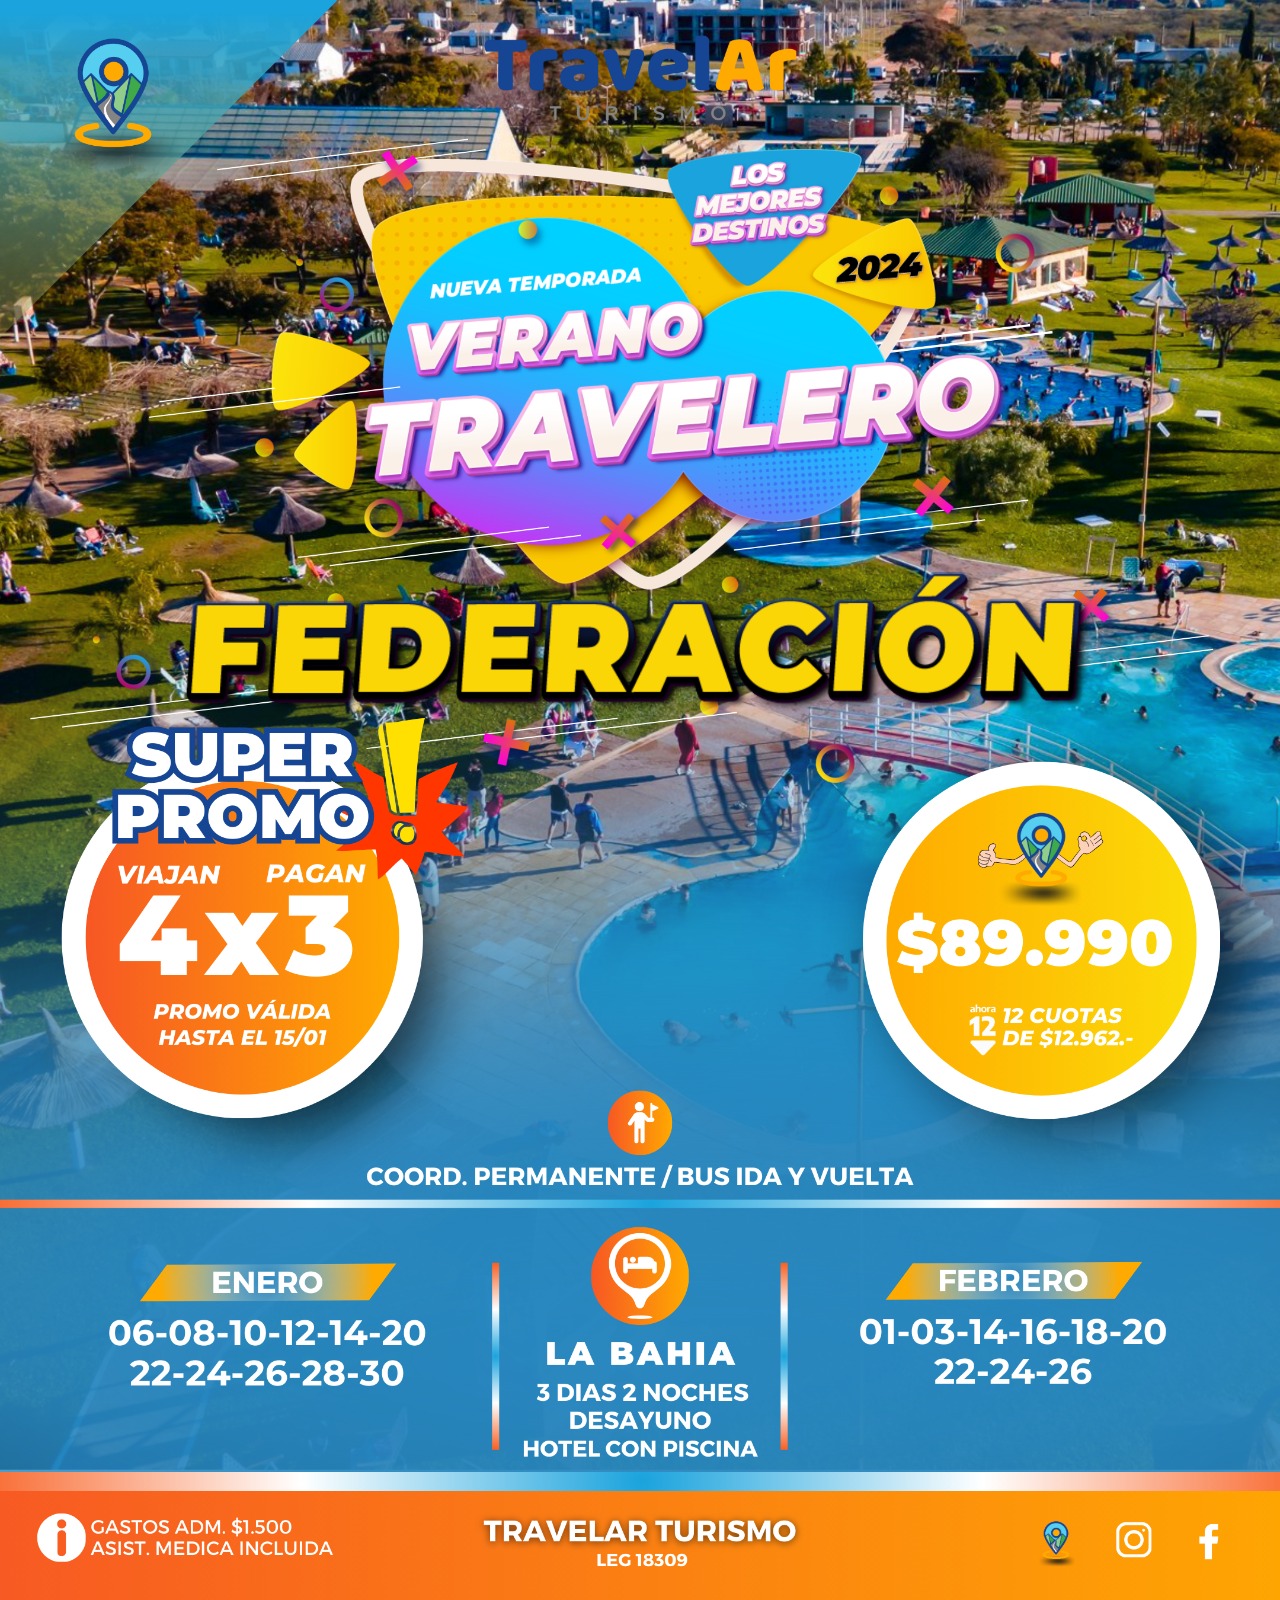 TravelAr
TURISMO
LOS
MEJORES
DESTINOS
2024
NUEVA TEMPORADA
VERANO
TRAVELERO
FEDERACIÓN
SUPER
PROMO!
VIAJAN PAGAN
4x3
PROMO VÁLIDA
HASTA EL 15/01
$89.990
ahora
12
12 CUOTAS
DE $12.962.-
COORD. PERMANENTE / BUS IDA Y VUELTA
ENERO
06-08-10-12-14-20
22-24-26-28-30
LA BAHIA
3 DIAS 2 NOCHES
DESAYUNO
HOTEL CON PISCINA
FEBRERO
01-03-14-16-18-20
22-24-26
GASTOS ADM. $1.500
ASIST. MEDICA INCLUIDA
TRAVELAR TURISMO
LEG 18309